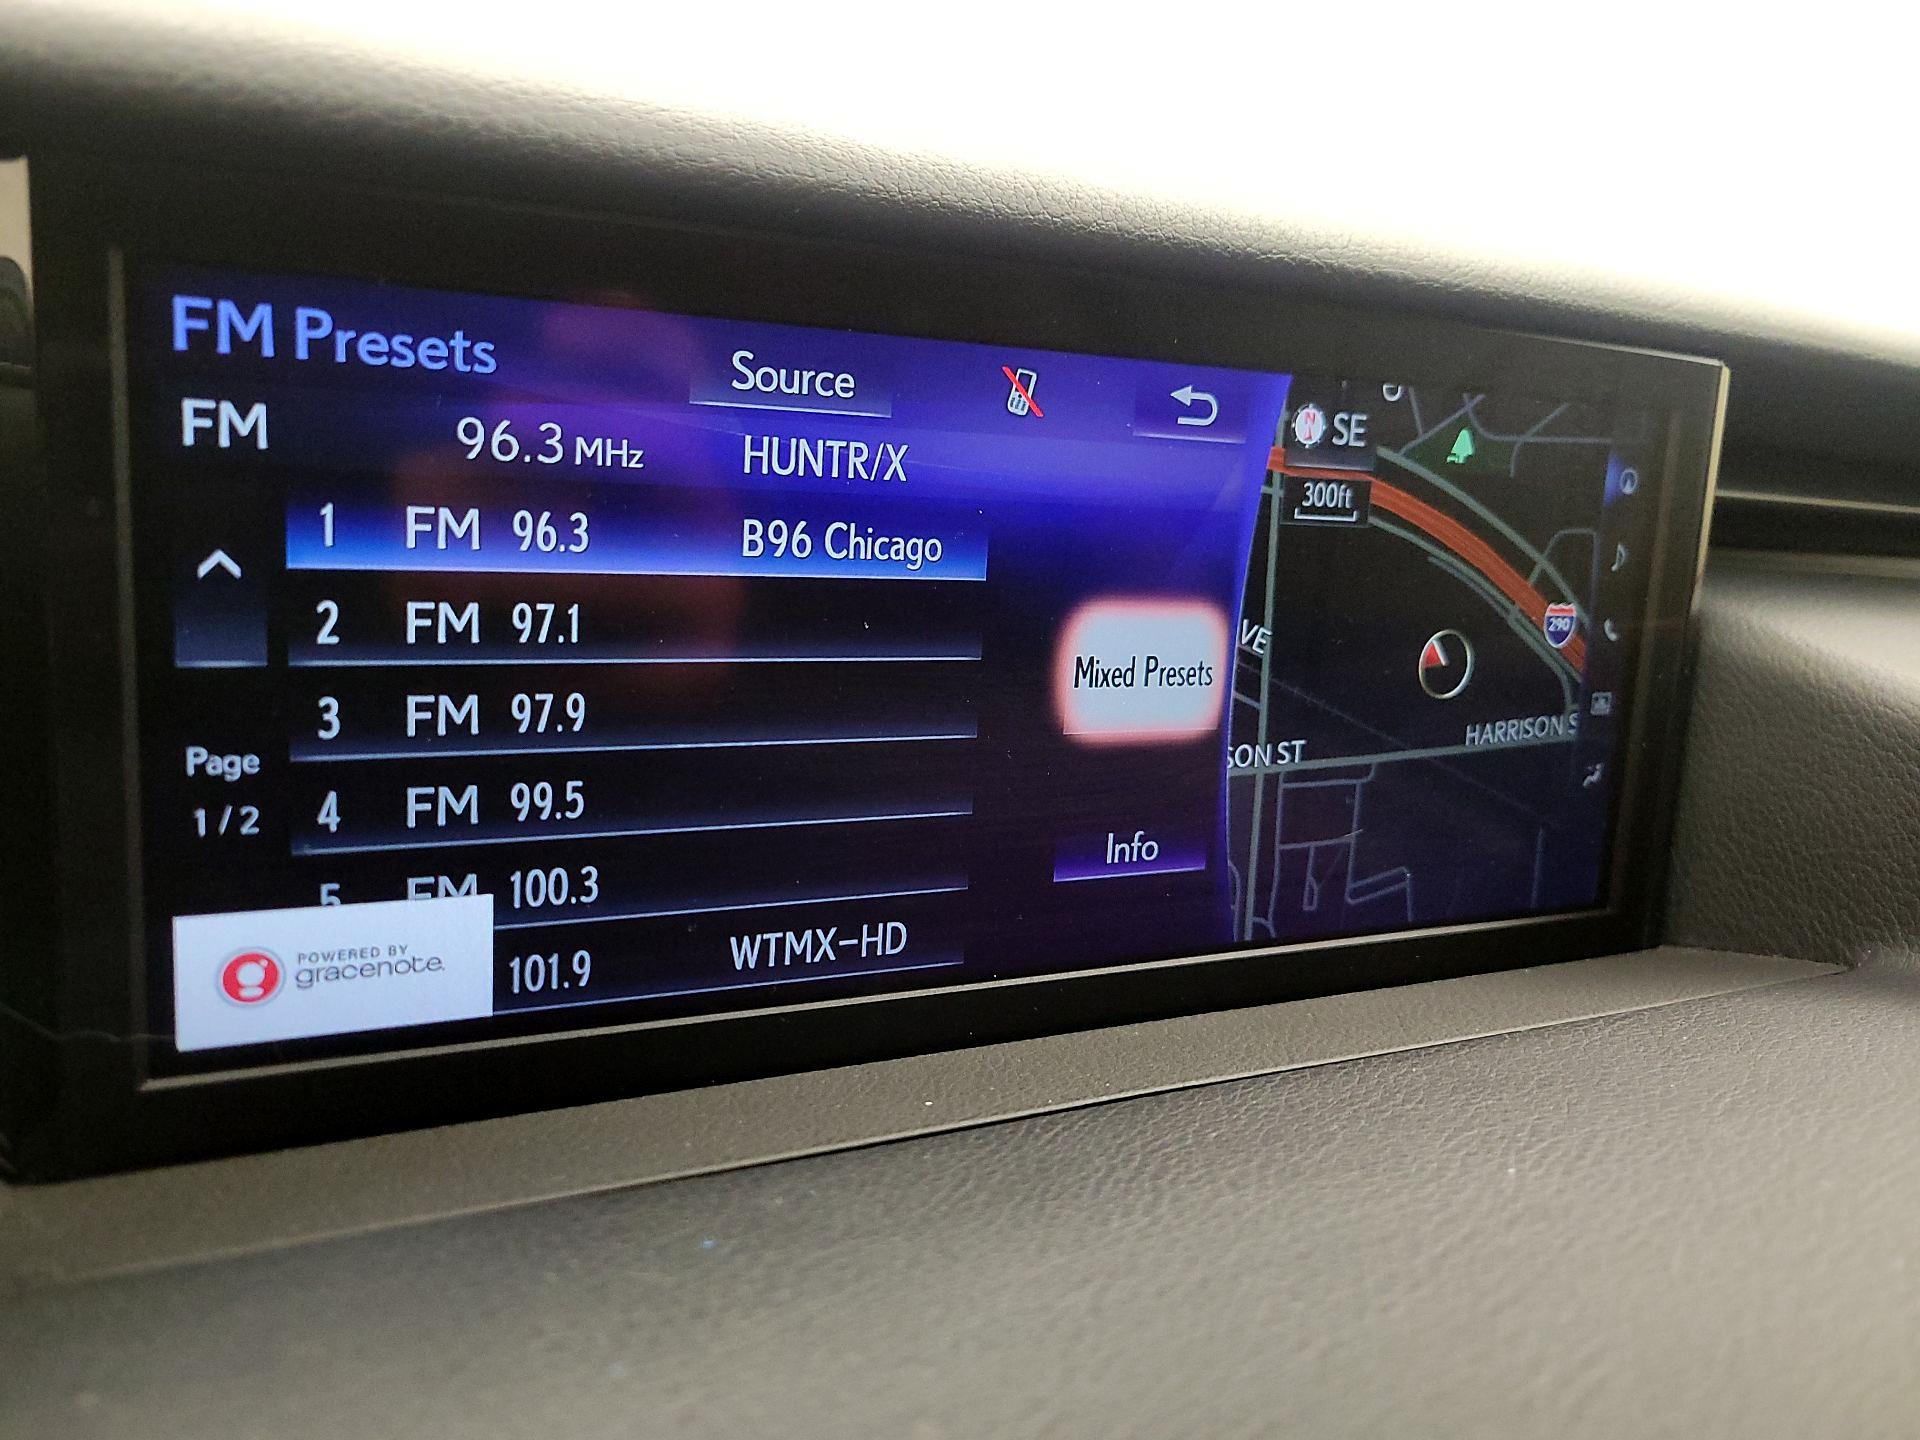 FM Presets
Source
FM 96.3 MHz HUNTR/X
1 FM 96.3 B96 Chicago
2 FM 97.1
3 FM 97.9
4 FM 99.5
5 FM 100.3
101.9 WTMX-HD
Page
1/2
Mixed Presets
Info
POWERED BY
gracenote.
N SE
300ft
290
VE
HARRISON S
SON ST